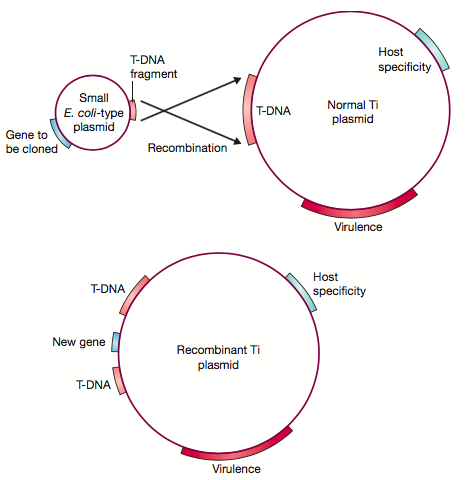 T-DNA
fragment
Small
E. coli-type
plasmid
Gene to
be cloned
Recombination
Host
specificity
T-DNA
Normal Ti
plasmid
Virulence
T-DNA
Host
specificity
New gene
Recombinant Ti
plasmid
T-DNA
Virulence